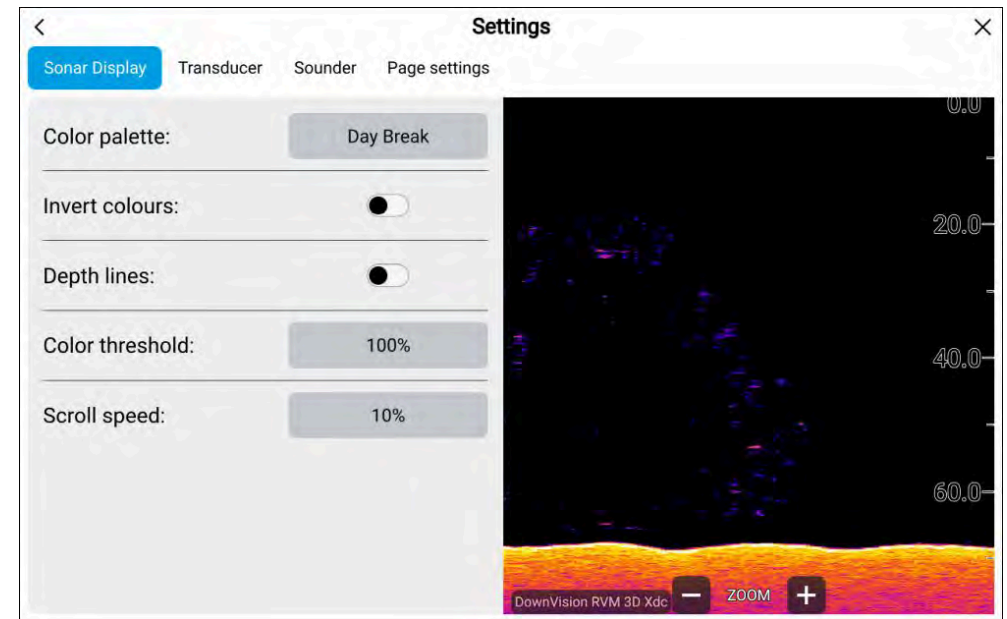 Settings
Sonar Display Transducer Sounder Page settings
Color palette: Day Break
Invert colours:
Depth lines:
Color threshold: 100%
Scroll speed: 10%
0.0
20.0
40.0
60.0
DownVision RVM 3D Xdc ZOOM